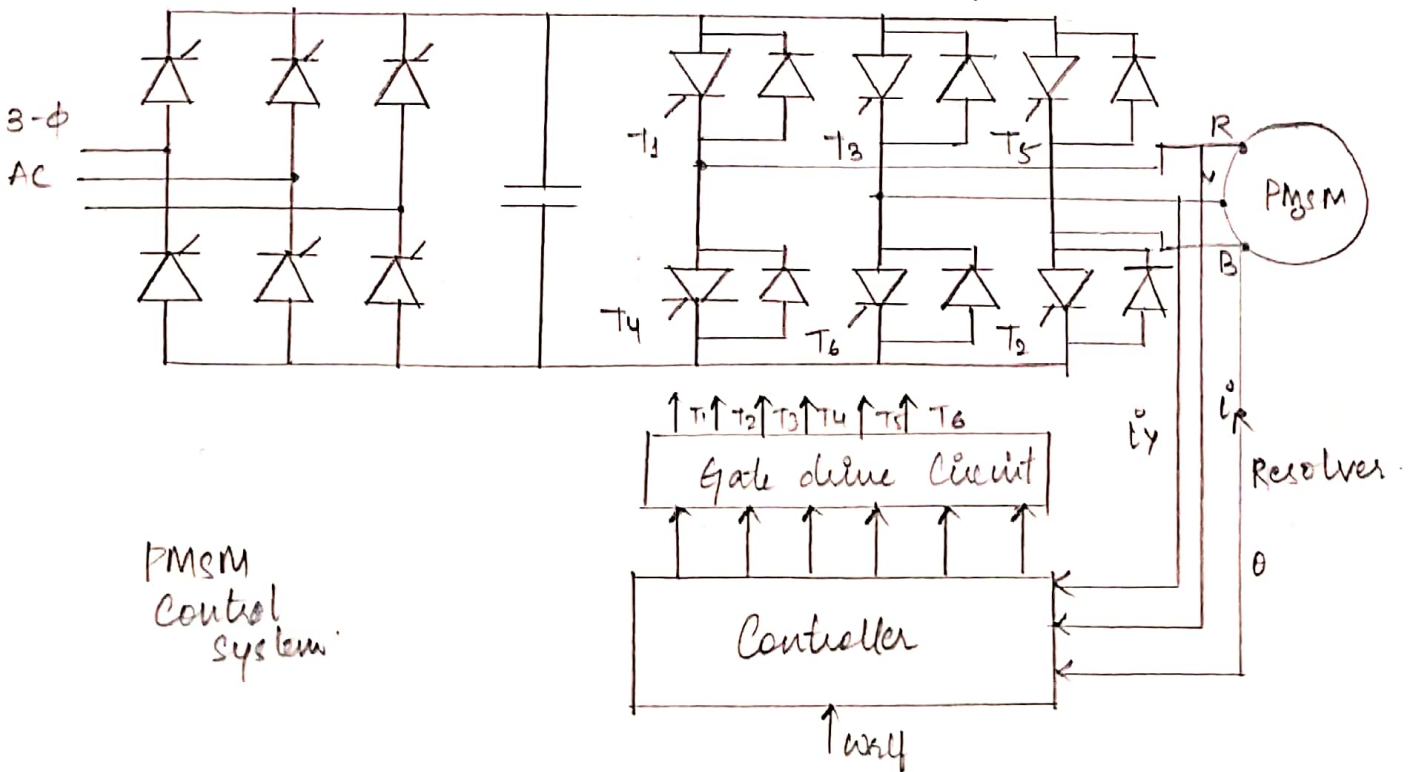 3-ϕ
AC
T1
T3
T5
R
Y
PMSM
B
T4
T6
T2
T1 T2 T3 T4 T5 T6
Gate drive Circuit
iY
iR
Resolver
θ
PMSM
Control
System
Controller